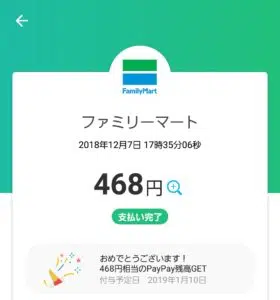 FamilyMart
ファミリーマート
2018年12月7日 17時35分06秒
468円
支払い完了
おめでとうございます！
468円相当のPayPay残高GET
付与予定日 2019年1月10日